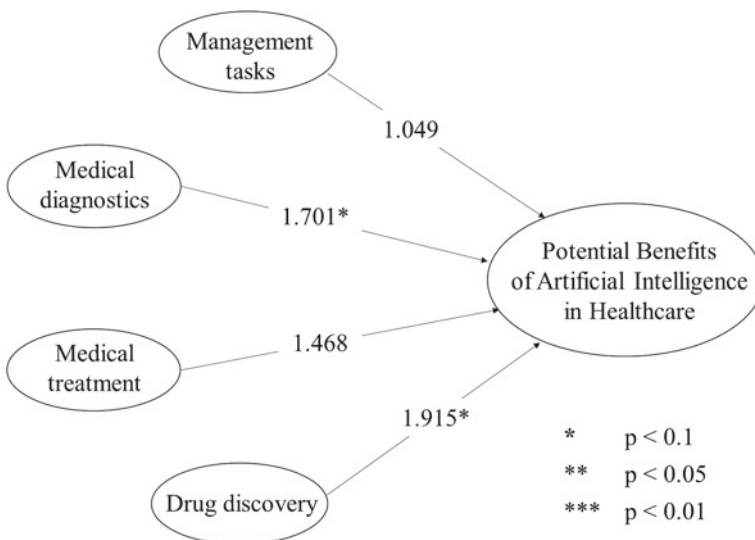 Management
tasks
1.049
Medical
diagnostics
1.701*
Potential Benefits
of Artificial Intelligence
in Healthcare
Medical
treatment
1.468
1.915*
Drug discovery
* p < 0.1
** p < 0.05
*** p < 0.01